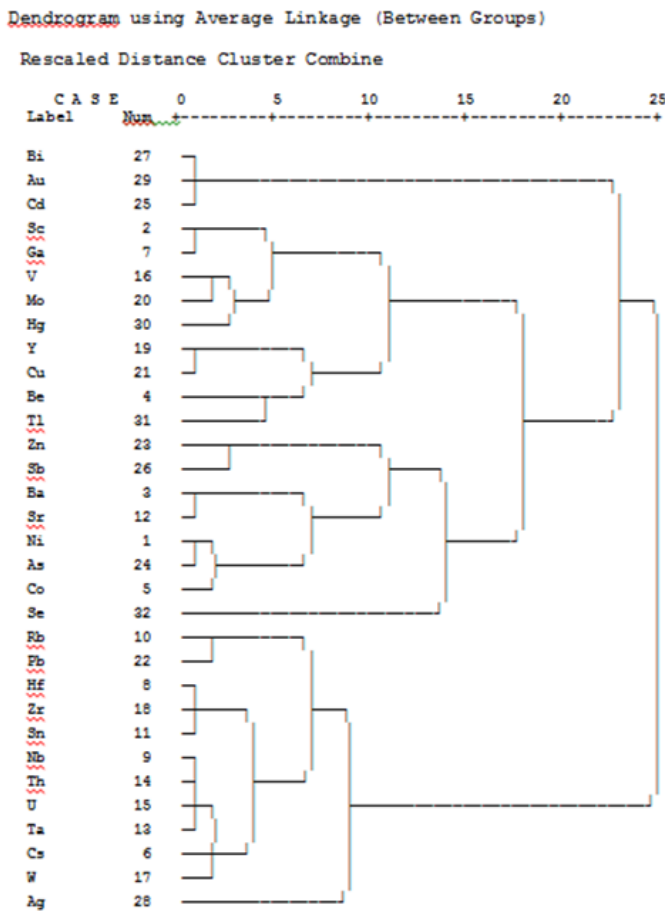 Dendrogram using Average Linkage (Between Groups)
Rescaled Distance Cluster Combine
C A S E 0 5 10 15 20 25
Label Num +---------+---------+---------+---------+---------+
Bi 27
Au 29
Cd 25
Sc 2
Ga 7
V 16
Mo 20
Hg 30
Y 19
Cu 21
Be 4
Tl 31
Zn 23
Sb 26
Ba 3
Sr 12
Ni 1
As 24
Co 5
Se 32
Rb 10
Pb 22
Hf 8
Zr 18
Sn 11
Nb 9
Th 14
U 15
Ta 13
Cs 6
W 17
Ag 28